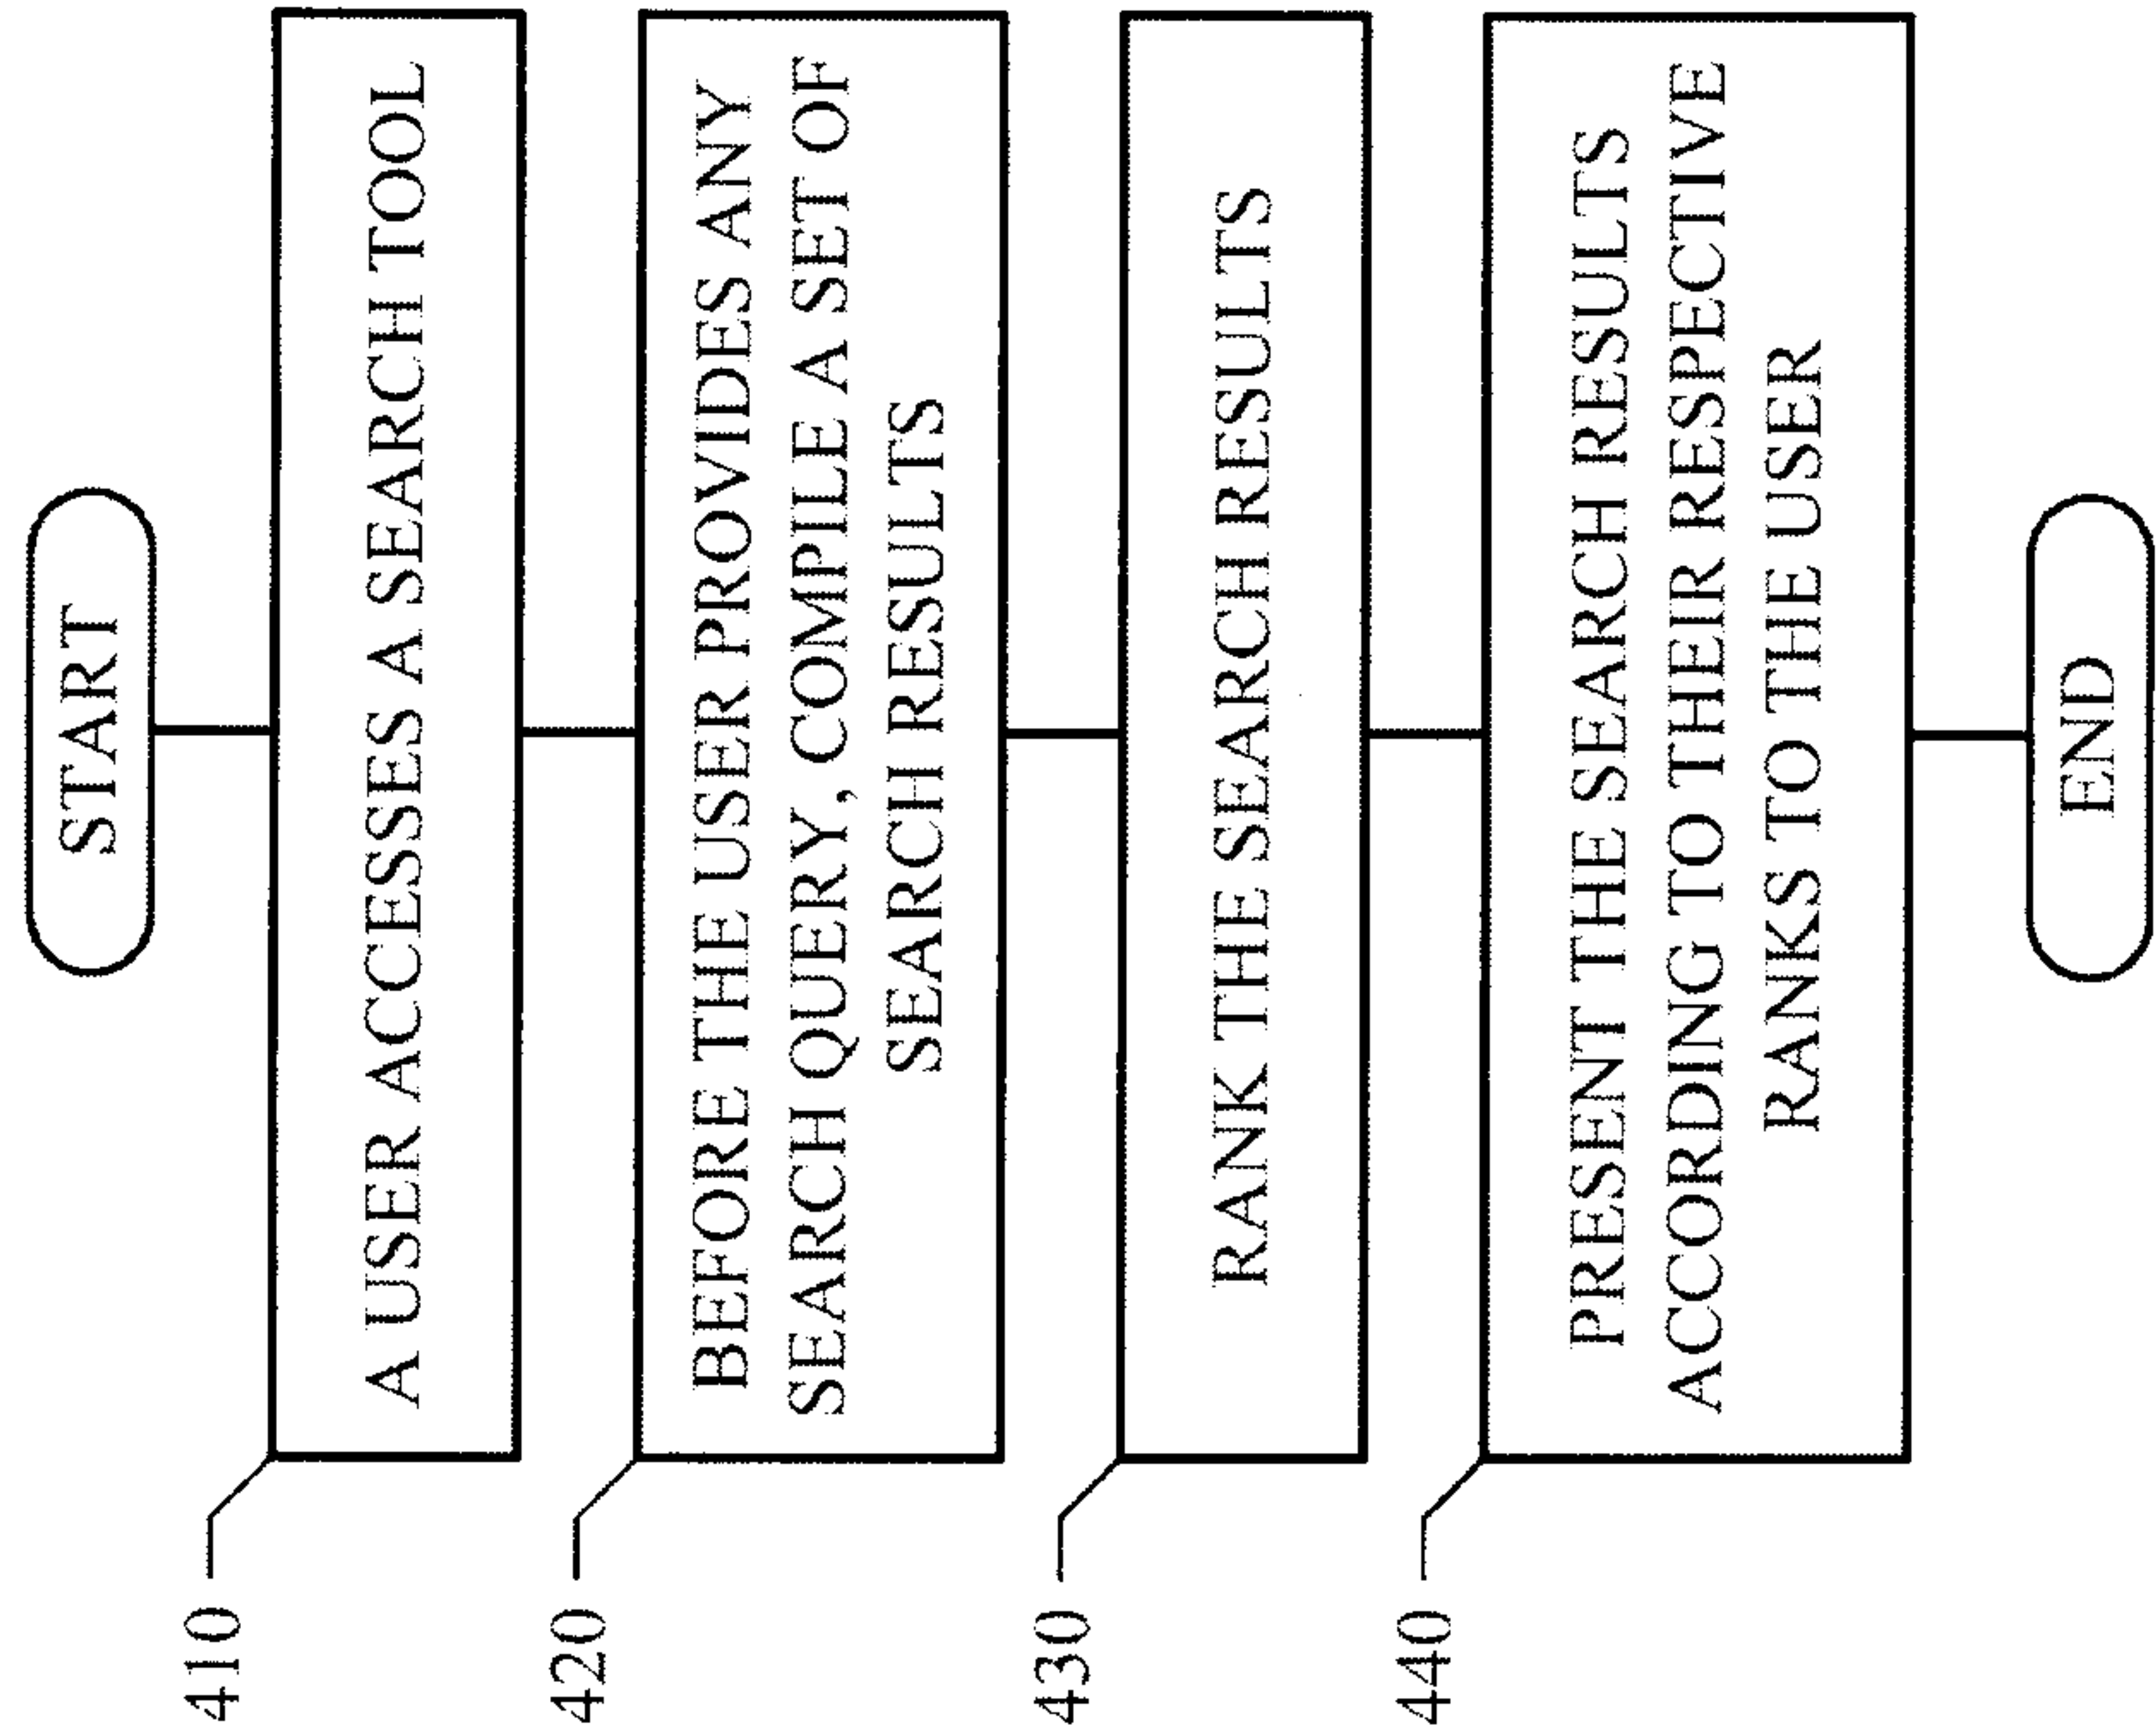 START
410
A USER ACCESSES A SEARCH TOOL
420
BEFORE THE USER PROVIDES ANY
SEARCH QUERY, COMPILE A SET OF
SEARCH RESULTS
430
RANK THE SEARCH RESULTS
440
PRESENT THE SEARCH RESULTS
ACCORDING TO THEIR RESPECTIVE
RANKS TO THE USER
END